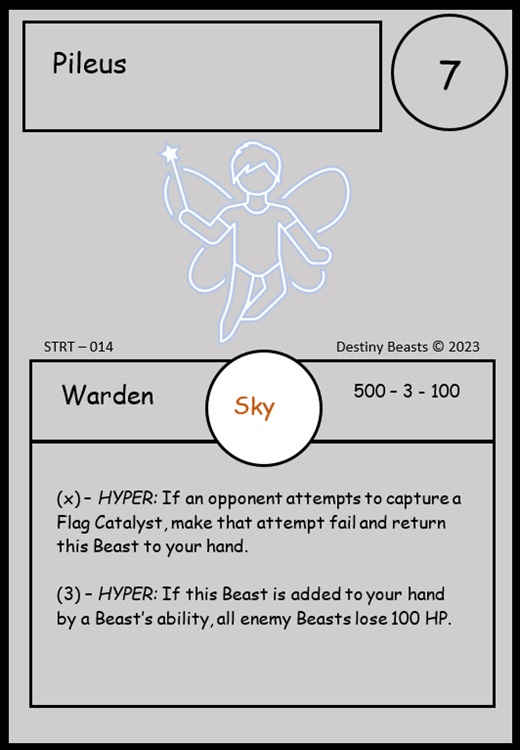 Pileus
7
STRT – 014
Destiny Beasts © 2023
Warden
Sky
500 – 3 - 100
(x) – HYPER: If an opponent attempts to capture a
Flag Catalyst, make that attempt fail and return
this Beast to your hand.
(3) – HYPER: If this Beast is added to your hand
by a Beast's ability, all enemy Beasts lose 100 HP.